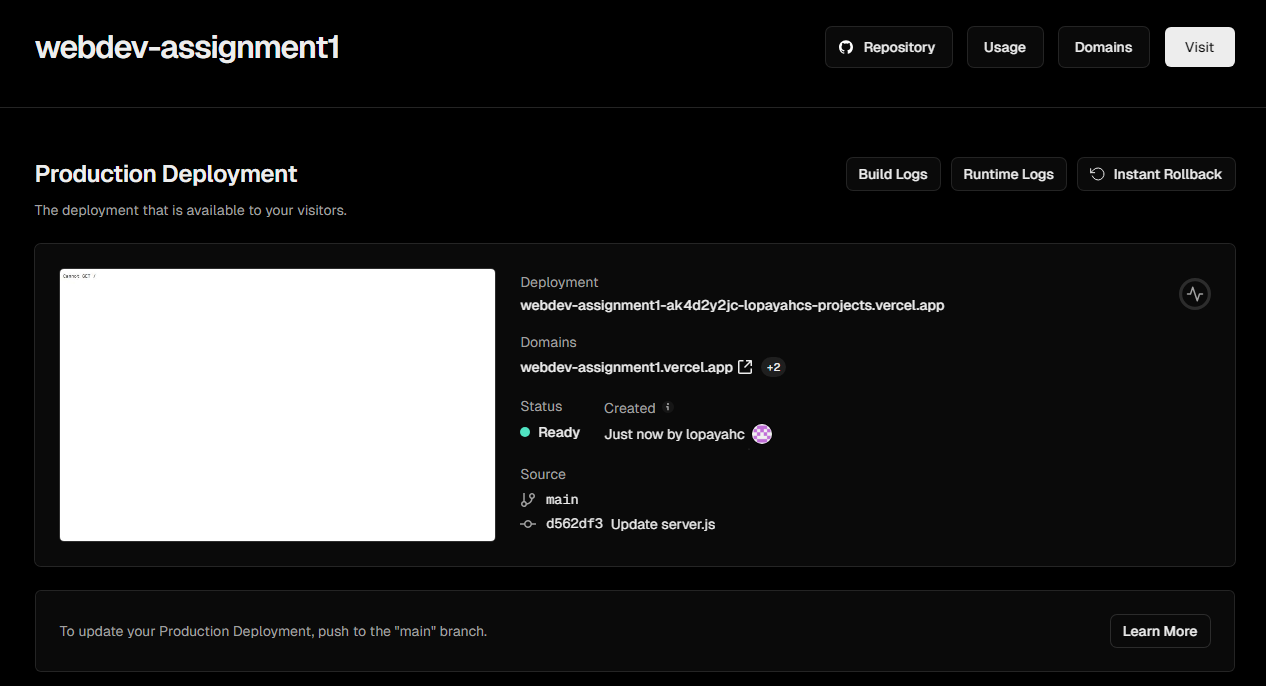 webdev-assignment1
Repository
Usage
Domains
Visit
Production Deployment
Build Logs
Runtime Logs
Instant Rollback
The deployment that is available to your visitors.
Cannot GET /
Deployment
webdev-assignment1-ak4d2y2jc-lopayahcs-projects.vercel.app
Domains
webdev-assignment1.vercel.app +2
Status
Created
Ready
Just now by lopayahc
Source
main
d562df3 Update server.js
To update your Production Deployment, push to the "main" branch.
Learn More